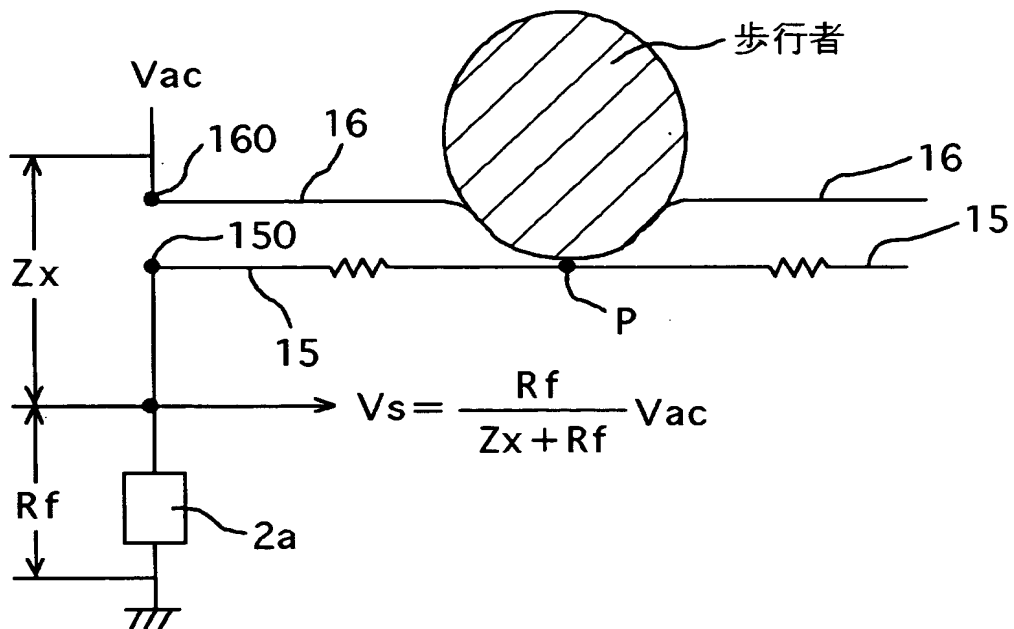 歩行者
Vac
160
16
16
150
15
Zx
P
15
Vs= Rf/(Zx+Rf) Vac
Rf
2a